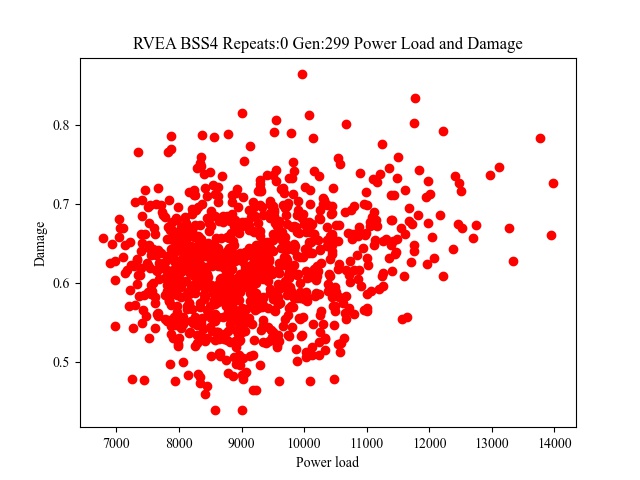 RVEA BSS4 Repeats:0 Gen:299 Power Load and Damage
0.8
0.7
0.6
0.5
Damage
7000 8000 9000 10000 11000 12000 13000 14000
Power load